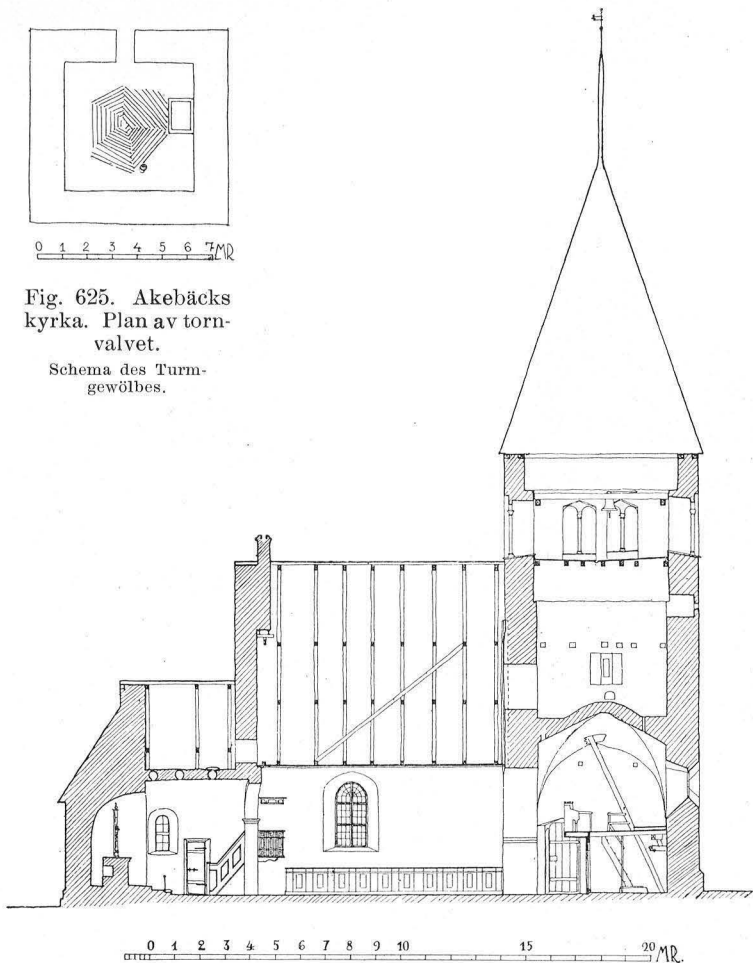 0 1 2 3 4 5 6 7 MR
Fig. 625. Akebäcks
kyrka. Plan av torn-
valvet.
Schema des Turm-
gewölbes.
0 1 2 3 4 5 6 7 8 9 10 15 20 MR.